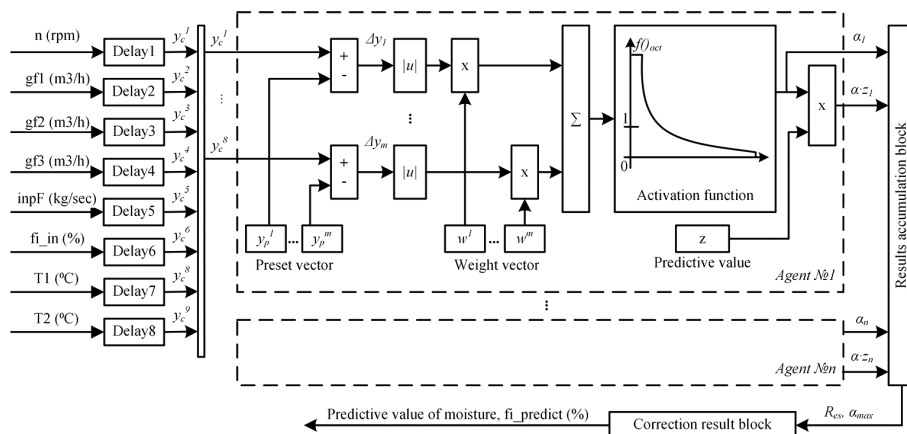 n (rpm)
Delay1
y_c^1
gf1 (m3/h)
Delay2
y_c^2
gf2 (m3/h)
Delay3
y_c^3
gf3 (m3/h)
Delay4
y_c^4
inpF (kg/sec)
Delay5
y_c^5
fi_in (%)
Delay6
y_c^6
T1 (ºC)
Delay7
y_c^8
T2 (ºC)
Delay8
y_c^9
y_c^1
...
y_c^8
+
-
Δy_1
|u|
x
...
+
-
Δy_m
|u|
x
Σ
y_p^1
...
y_p^m
Preset vector
w^1
...
w^m
Weight vector
f()_act
1
0
Activation function
z
Predictive value
x
Agent №1
α_1
α·z_1
...
Agent №n
α_n
α·z_n
Results accumulation block
R_es, α_max
Correction result block
Predictive value of moisture, fi_predict (%)